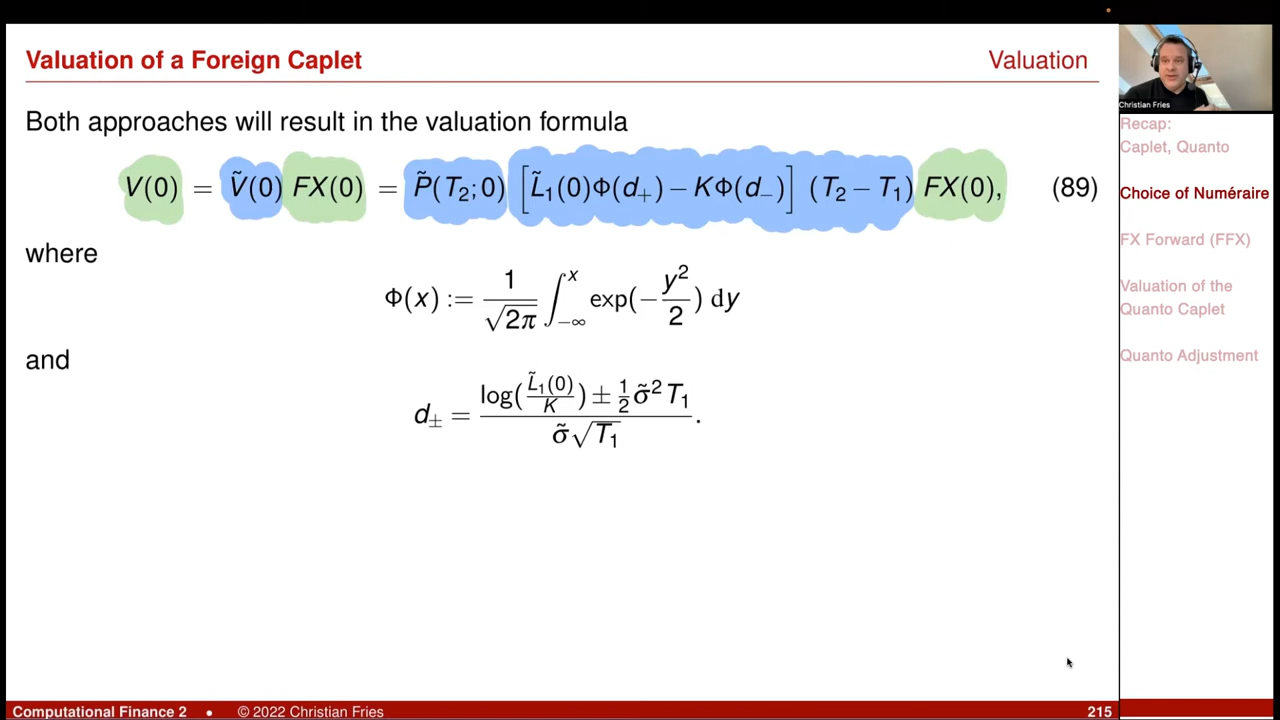 Valuation of a Foreign Caplet
Valuation
Both approaches will result in the valuation formula
V(0) = Ṽ(0) FX(0) = P̃(T₂;0) [L̃₁(0)Φ(d₊) − KΦ(d₋)] (T₂ − T₁) FX(0), (89)
where
Φ(x) := 1/√2π ∫_{−∞}^{x} exp(−y²/2) dy
and
d± = (log(L̃₁(0)/K) ± ½σ̃²T₁) / (σ̃√T₁).
Christian Fries
Recap:
Caplet, Quanto
Choice of Numéraire
FX Forward (FFX)
Valuation of the
Quanto Caplet
Quanto Adjustment
Computational Finance 2 • © 2022 Christian Fries
215